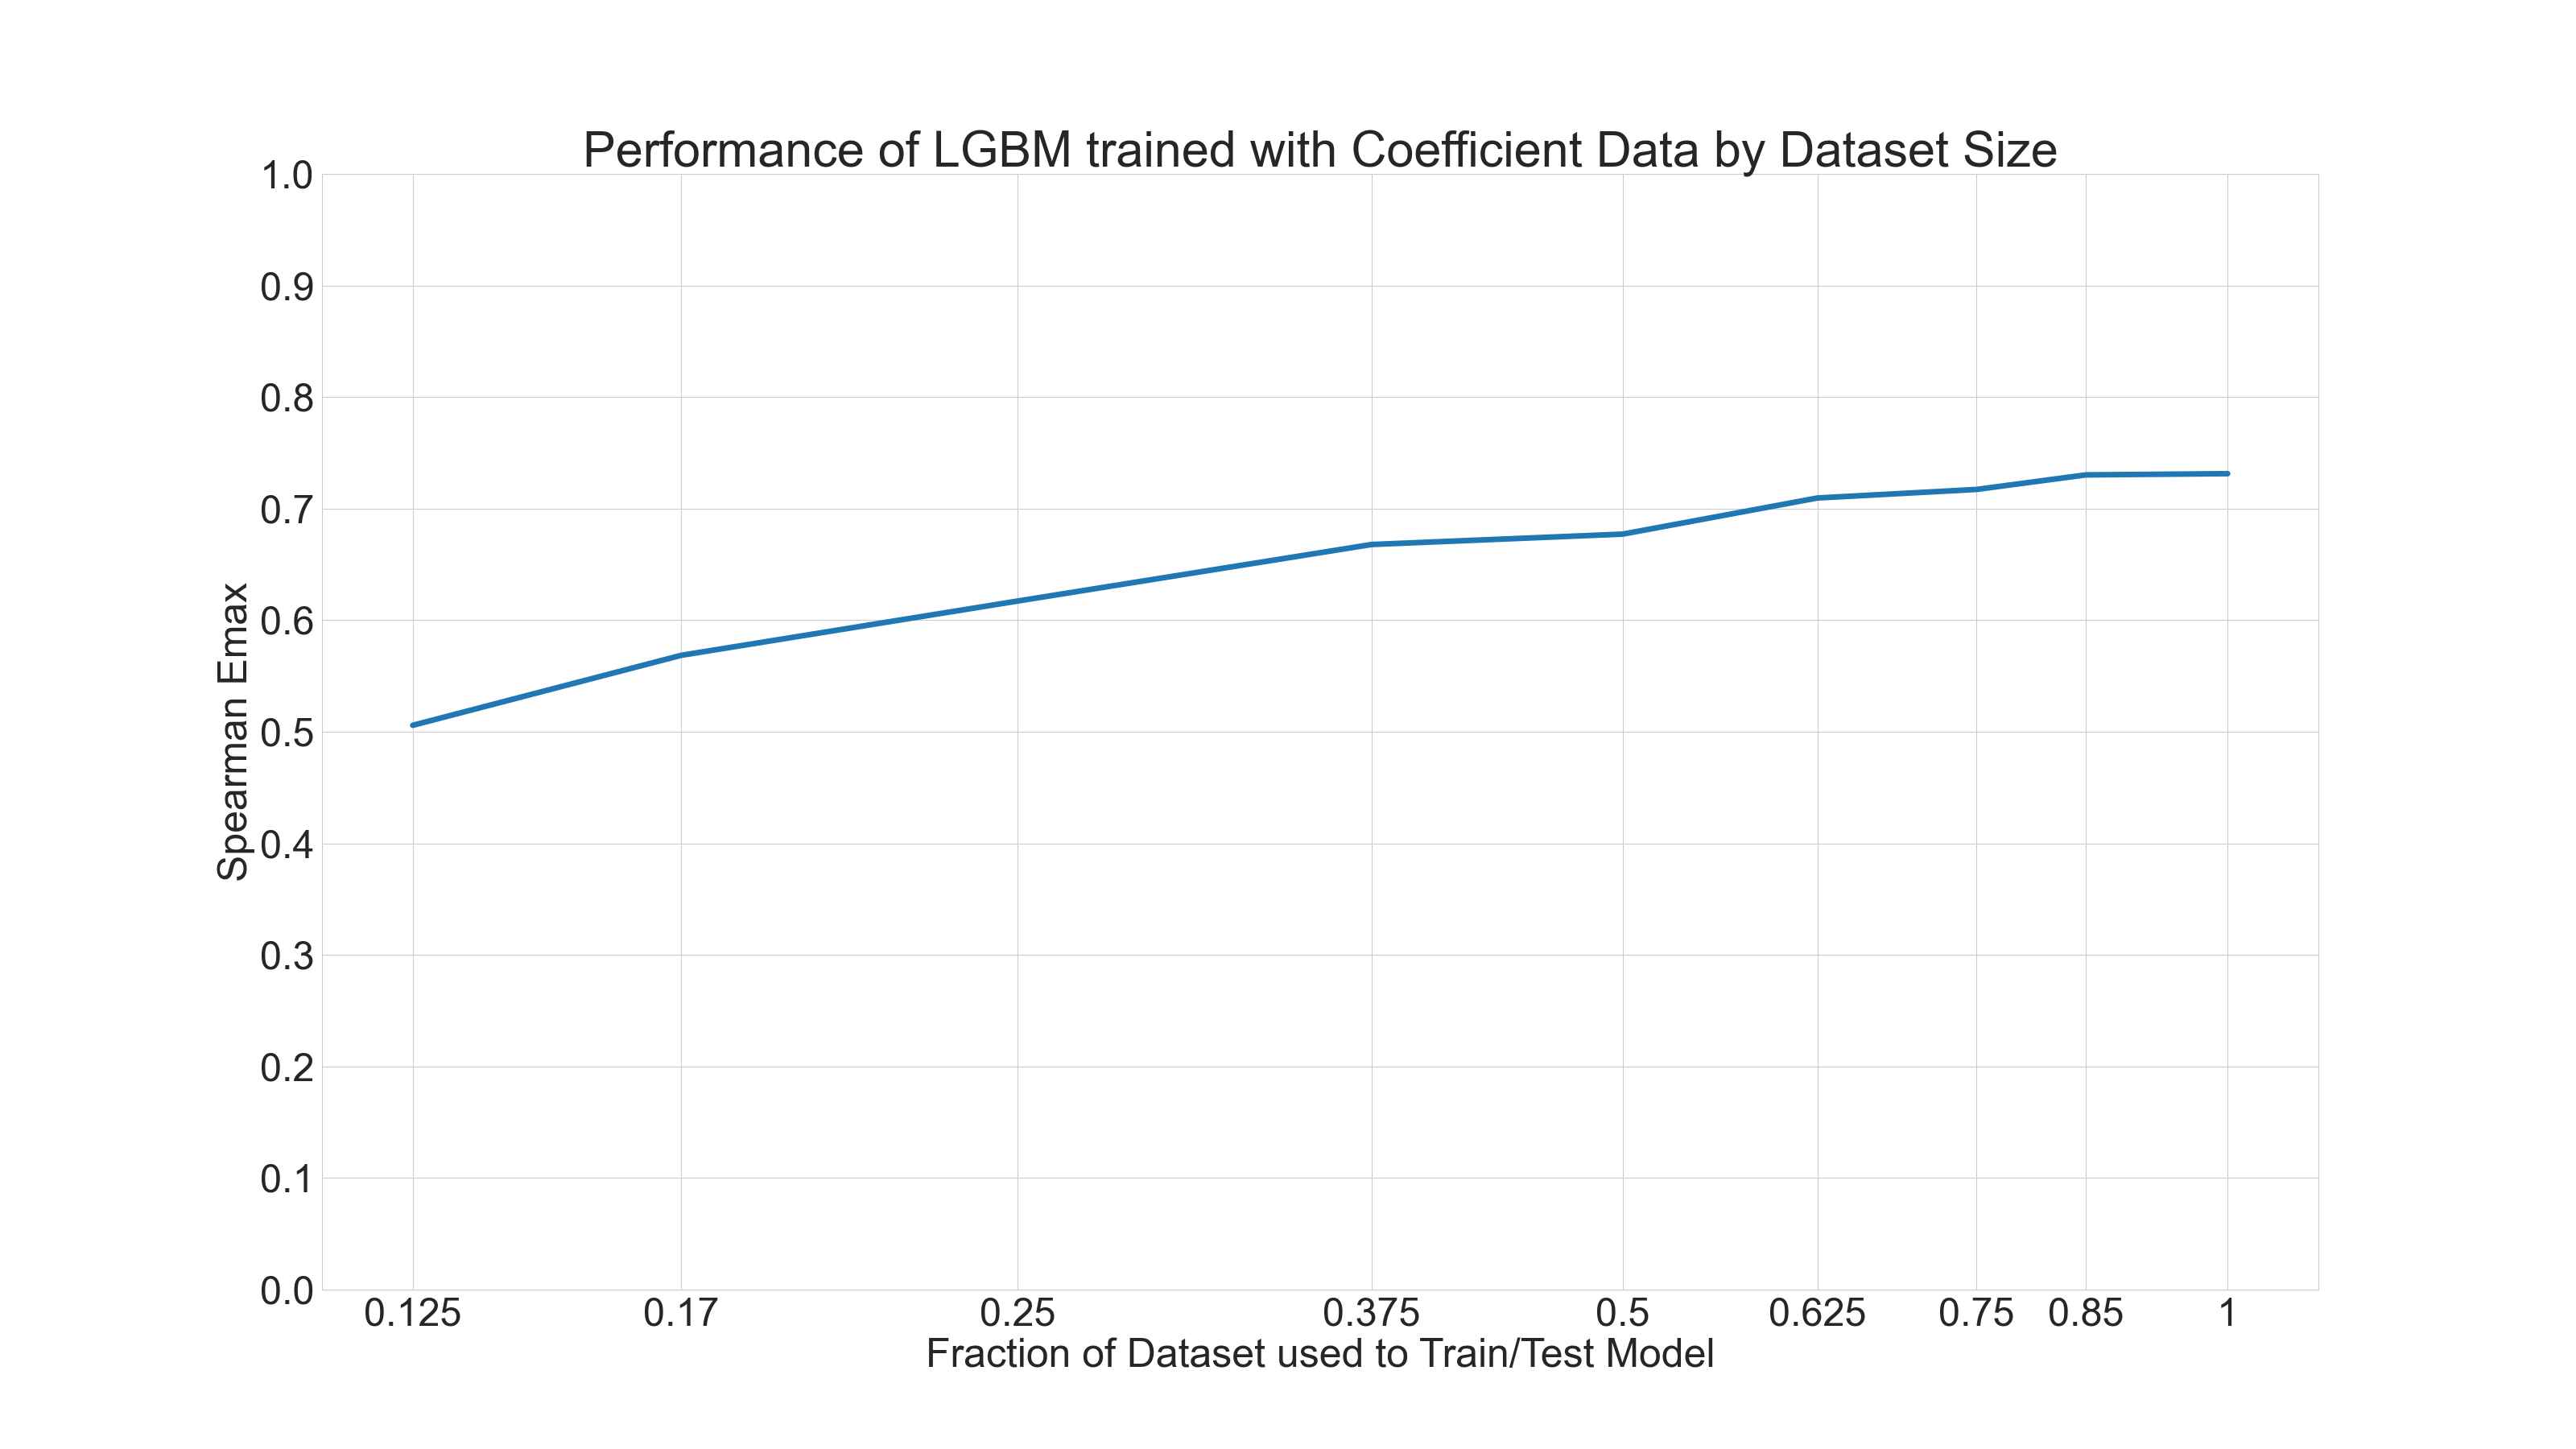 Performance of LGBM trained with Coefficient Data by Dataset Size
1.0
0.9
0.8
0.7
0.6
0.5
0.4
0.3
0.2
0.1
0.0
Spearman Emax
0.125 0.17 0.25 0.375 0.5 0.625 0.75 0.85 1
Fraction of Dataset used to Train/Test Model